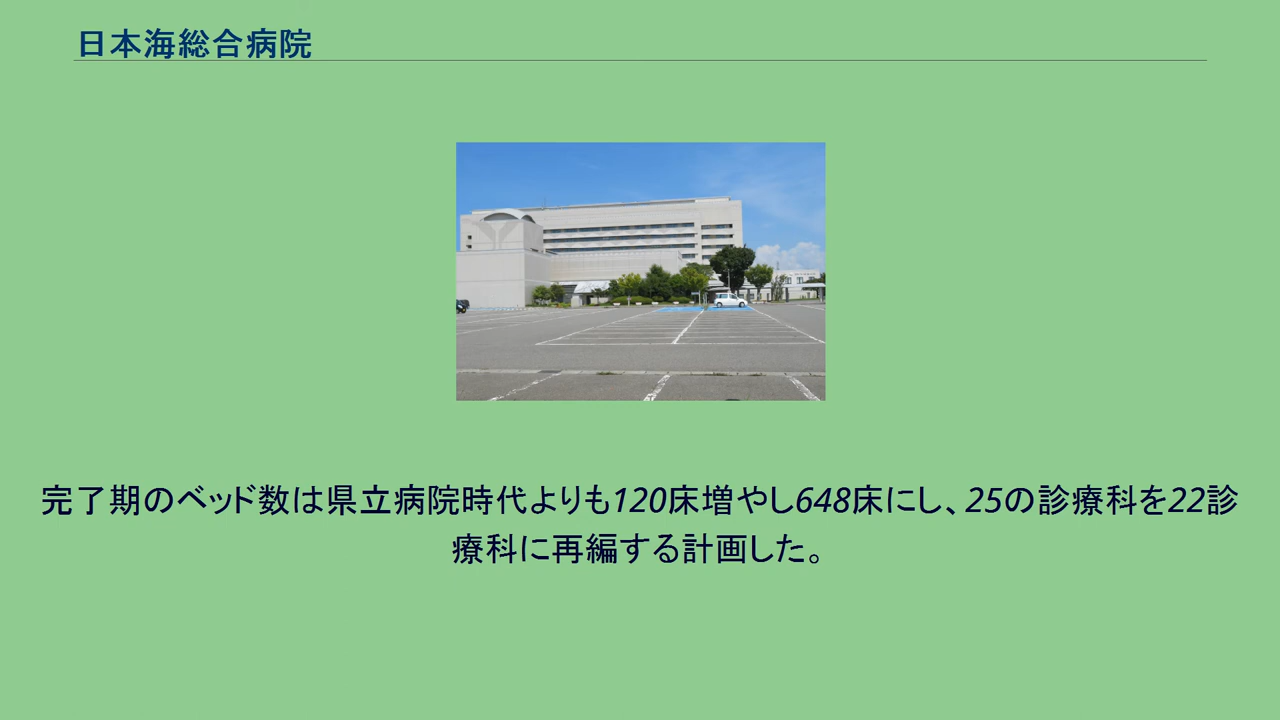 日本海総合病院
完了期のベッド数は県立病院時代よりも120床増やし648床にし、25の診療科を22診
療科に再編する計画した。